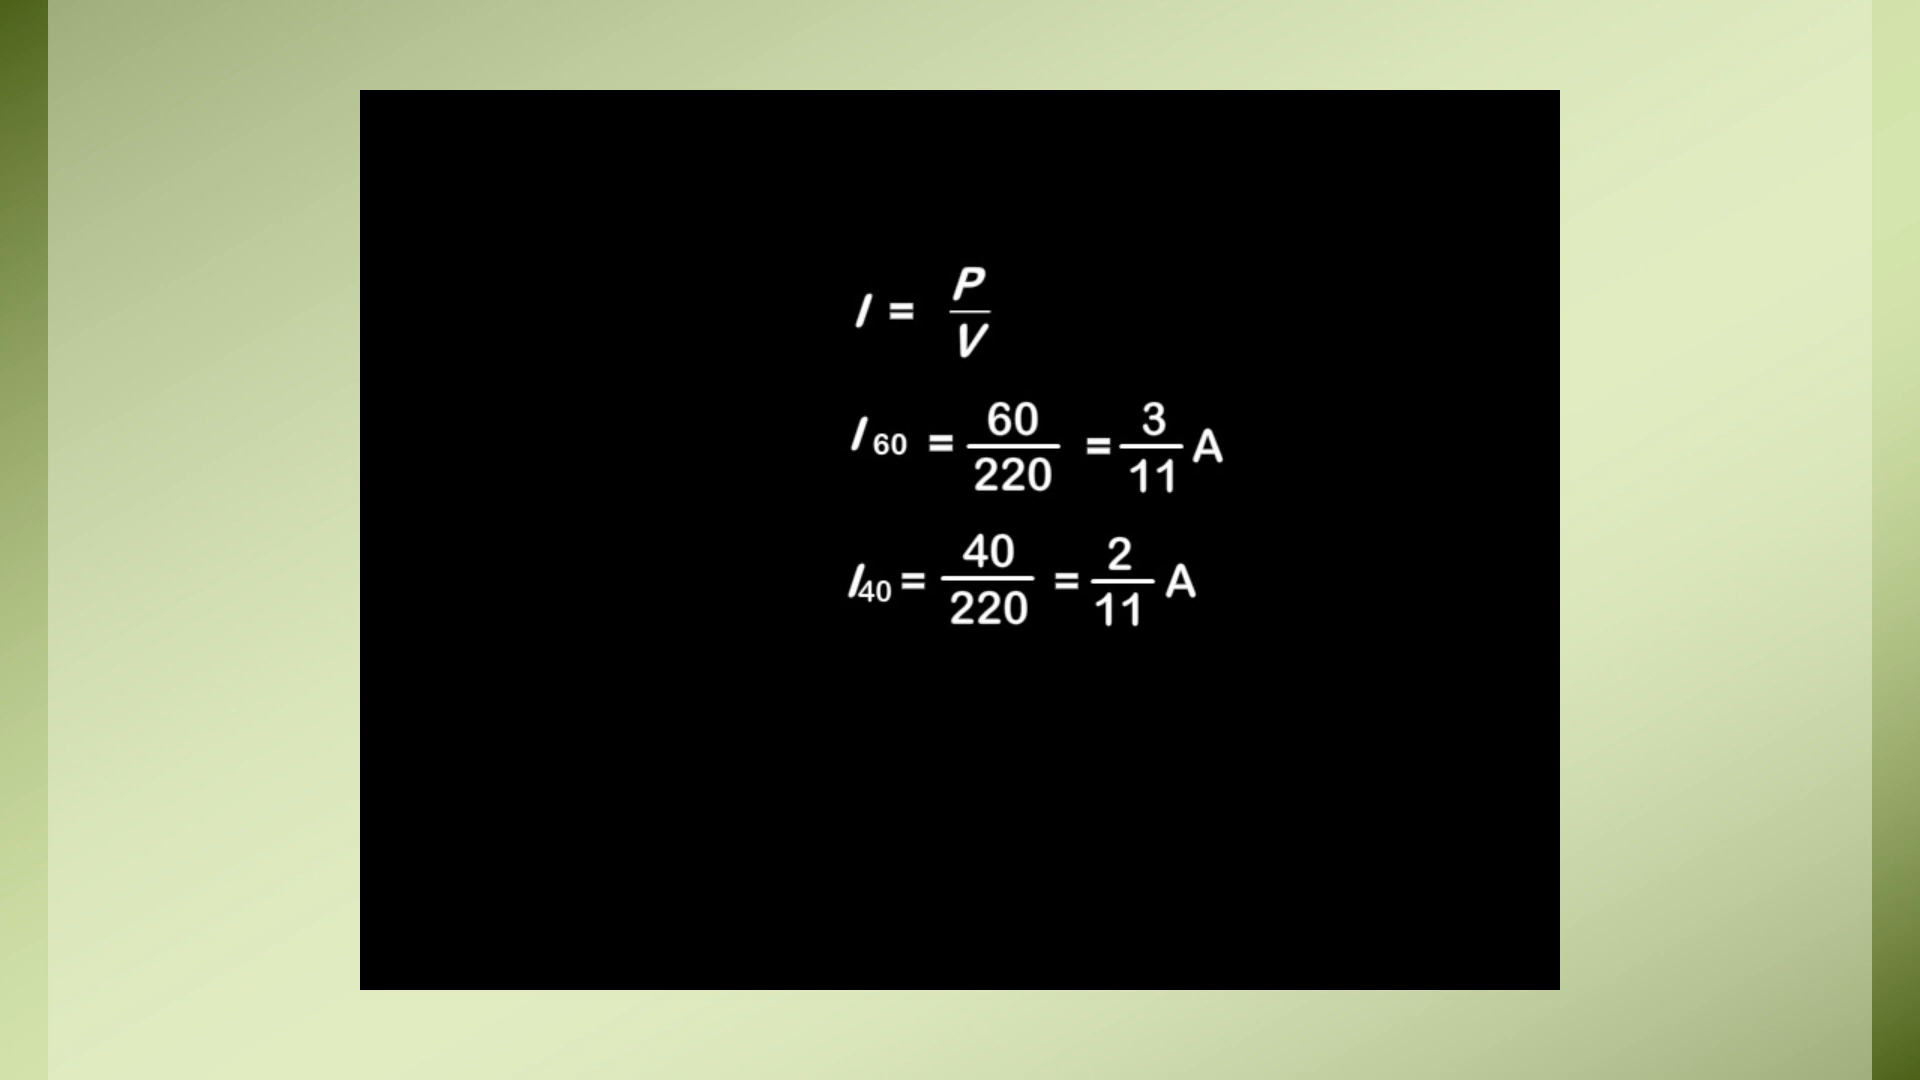 I = P/V
I60 = 60/220 = 3/11 A
I40 = 40/220 = 2/11 A